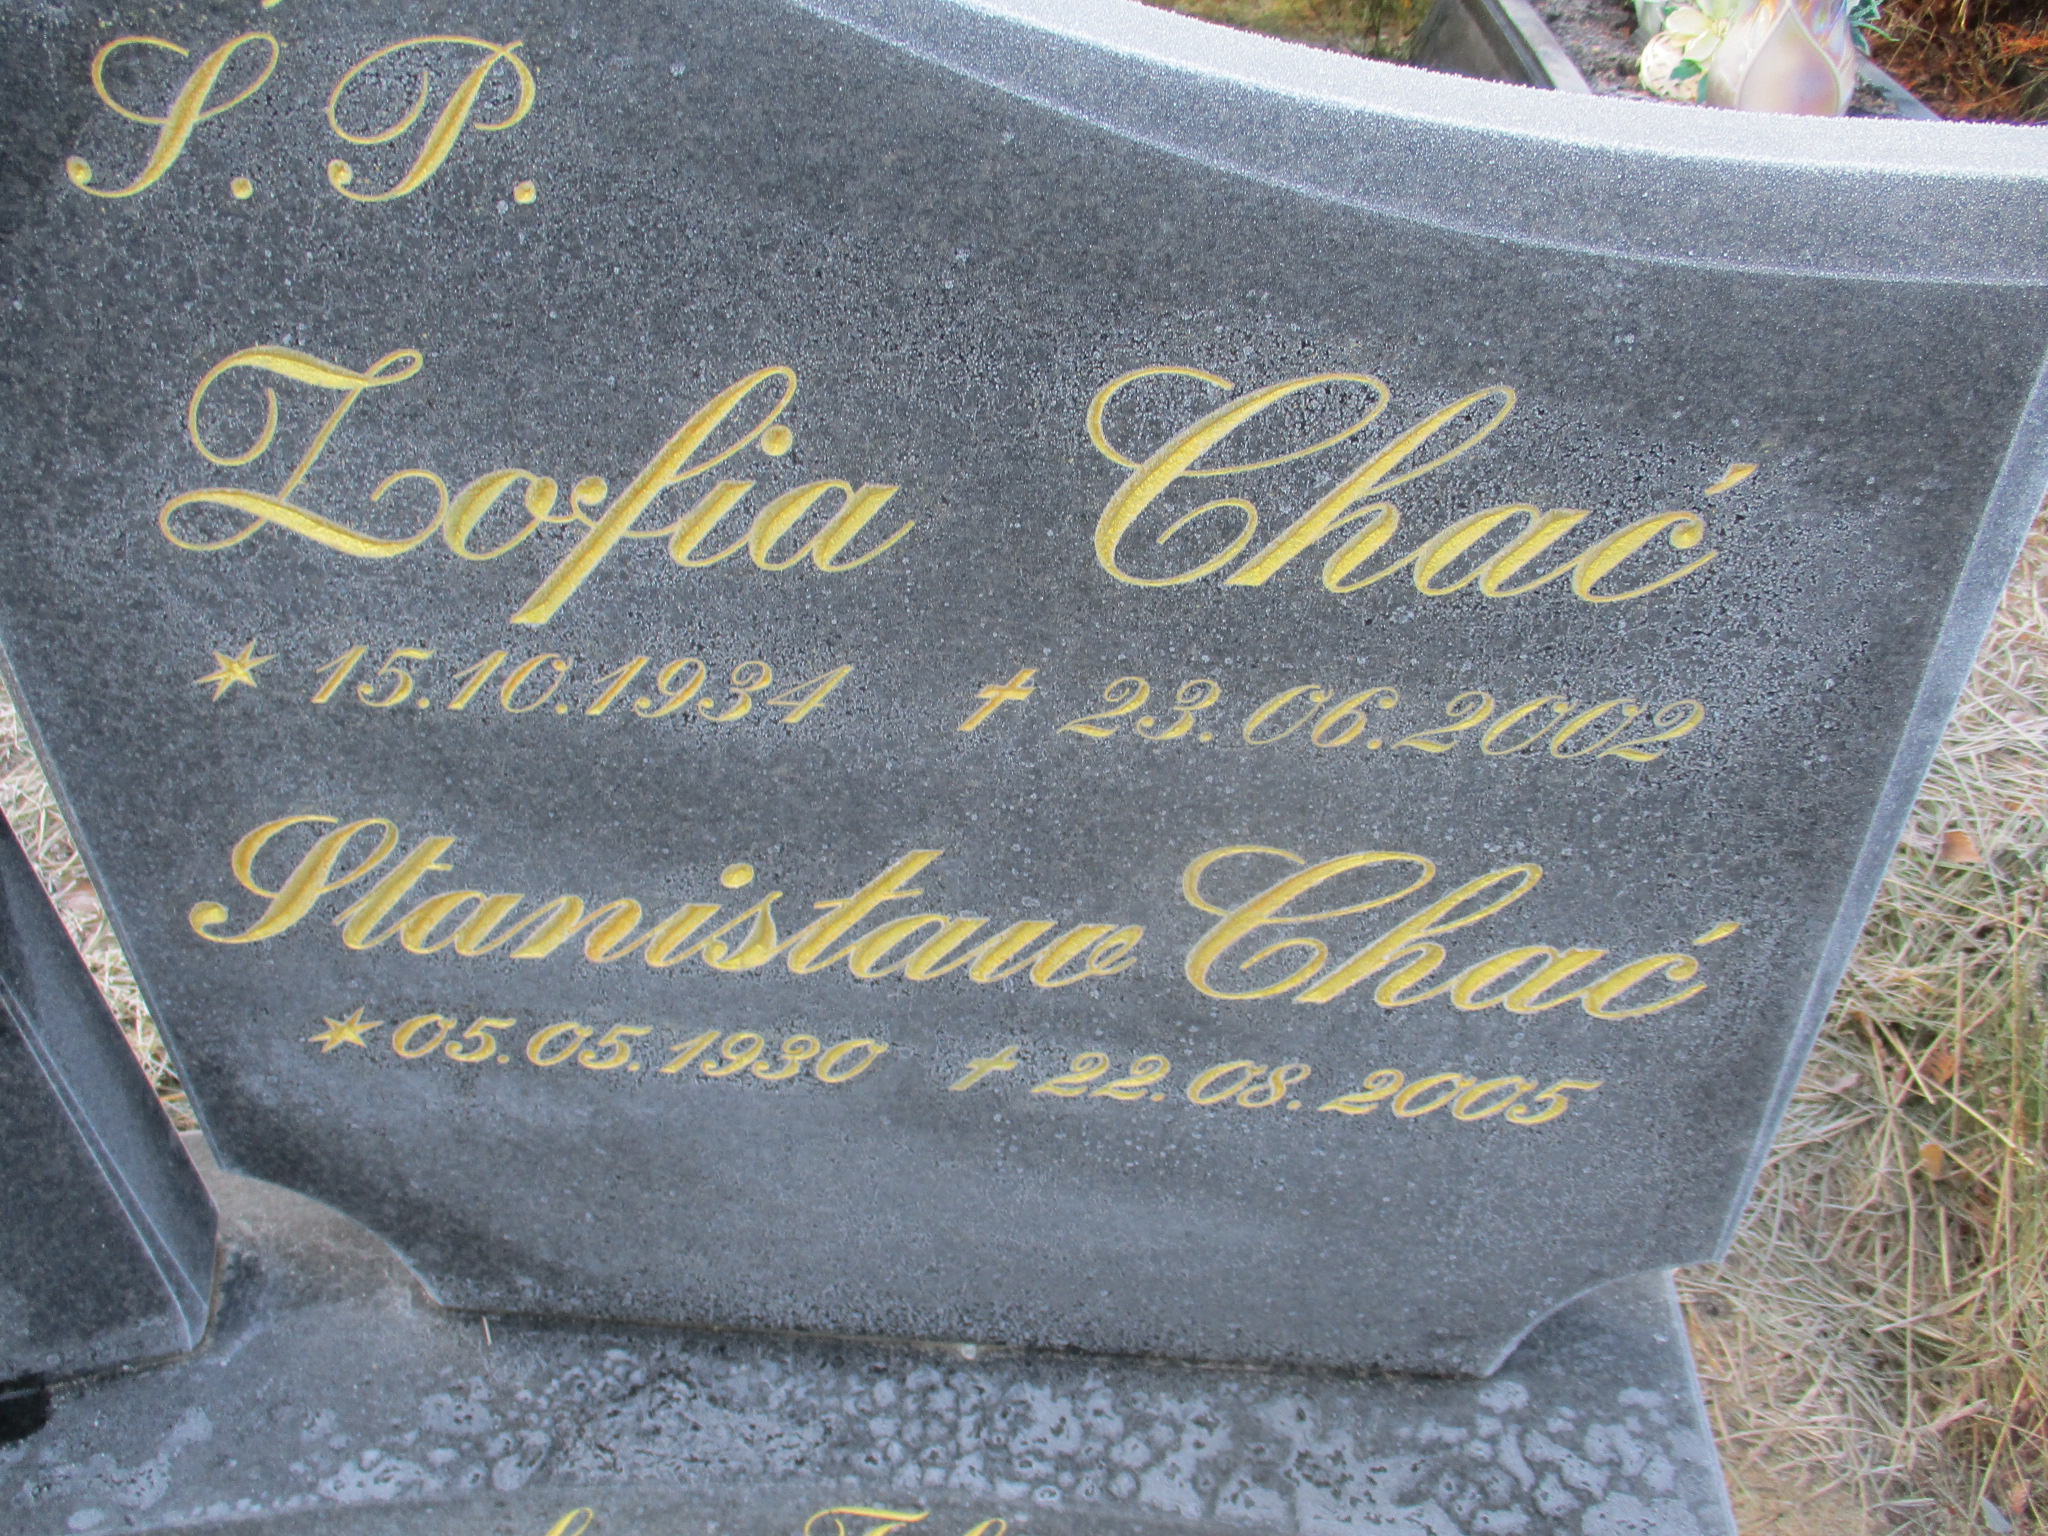 Ś.P.
Zofia Chać
* 15.10.1934 † 23.06.2002
Stanisław Chać
* 05.05.1930 † 22.08.2005